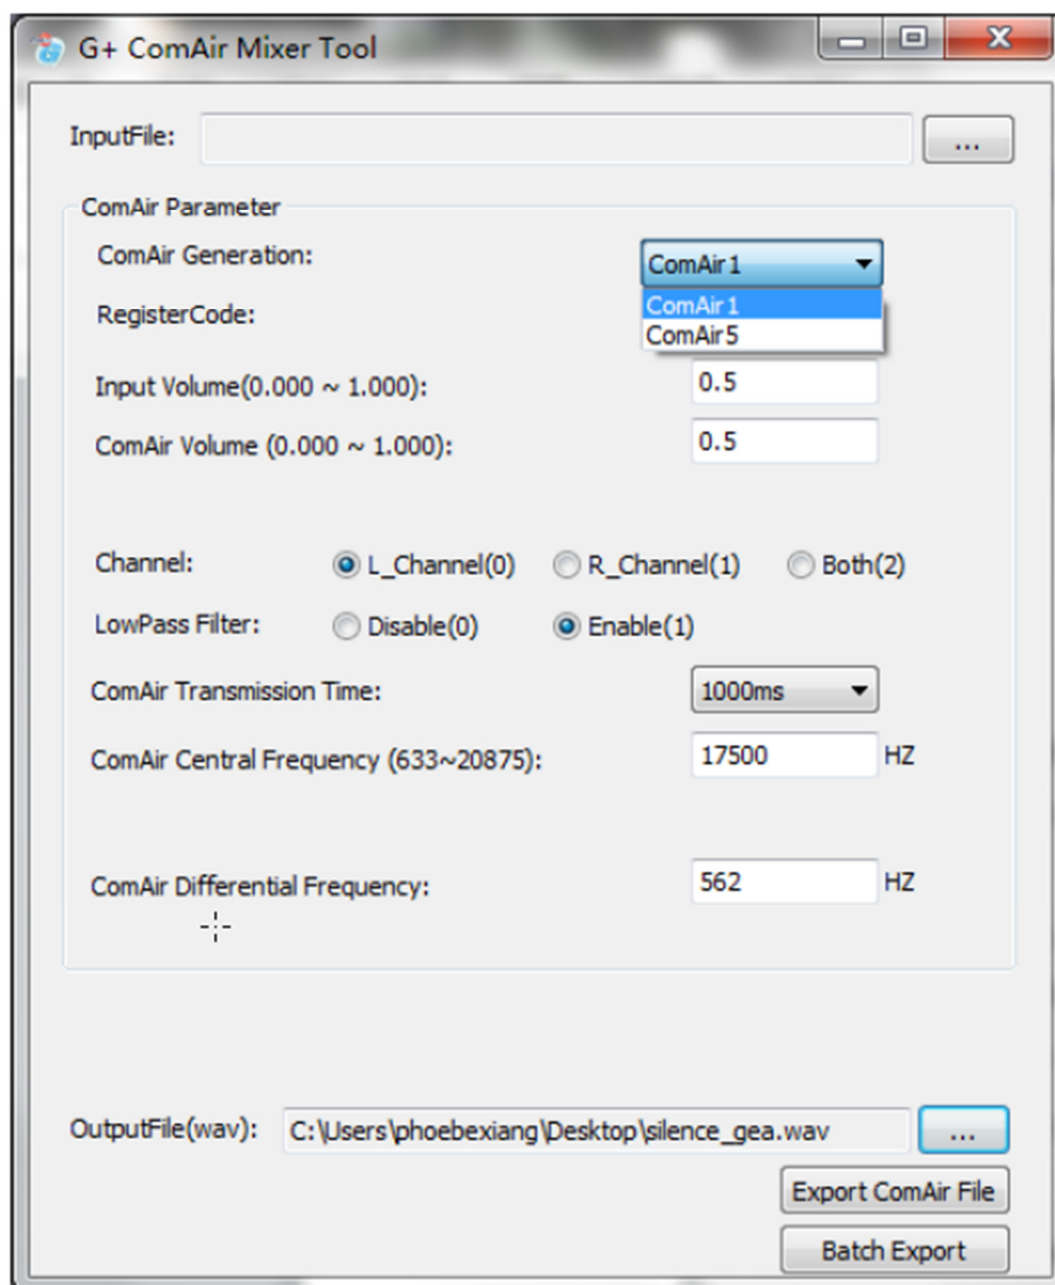 G+ ComAir Mixer Tool
InputFile:
...
ComAir Parameter
ComAir Generation:
ComAir1
ComAir1
ComAir5
RegisterCode:
Input Volume(0.000 ~ 1.000):
0.5
ComAir Volume (0.000 ~ 1.000):
0.5
Channel:
L_Channel(0)
R_Channel(1)
Both(2)
LowPass Filter:
Disable(0)
Enable(1)
ComAir Transmission Time:
1000ms
ComAir Central Frequency (633~20875):
17500
HZ
ComAir Differential Frequency:
562
HZ
OutputFile(wav):
C:\Users\phoebexiang\Desktop\silence_gea.wav
...
Export ComAir File
Batch Export